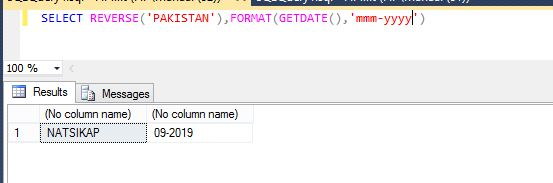 SELECT REVERSE('PAKISTAN'),FORMAT(GETDATE(),'mmm-yyyy')
100 %
Results Messages
(No column name) (No column name)
1 NATSIKAP 09-2019